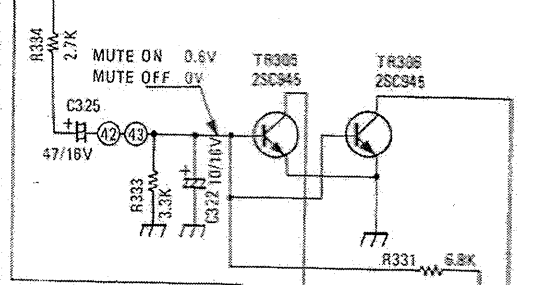 R334
2.7K
MUTE ON 0.6V
MUTE OFF 0V
TR306
2SC945
TR306
2SC945
C325
+
42
43
47/16V
R333
3.3K
+
C322
10/16V
R331
6.8K